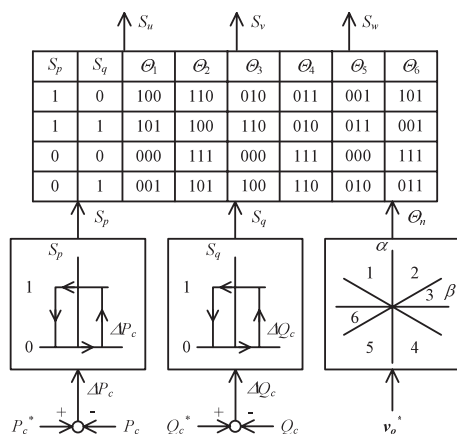 S_u S_v S_w
S_p S_q Θ_1 Θ_2 Θ_3 Θ_4 Θ_5 Θ_6
1 0 100 110 010 011 001 101
1 1 101 100 110 010 011 001
0 0 000 111 000 111 000 111
0 1 001 101 100 110 010 011
S_p S_q Θ_n
S_p S_q α
1 2
1 1 3 β
6
ΔP_c ΔQ_c
0 0 5 4
ΔP_c ΔQ_c
P_c* + - P_c Q_c* + - Q_c v_o*